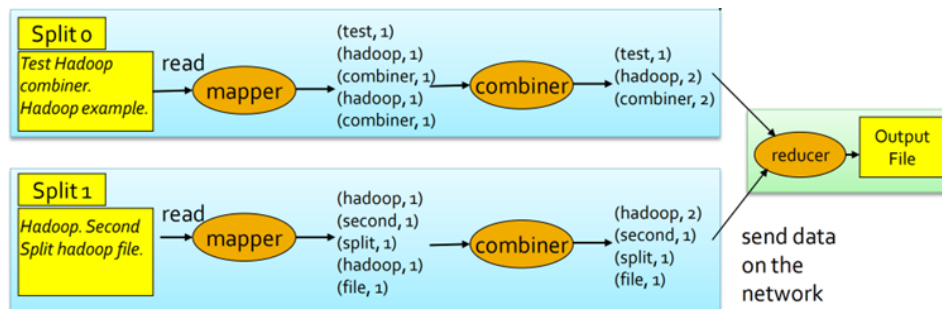 Split 0
Test Hadoop
combiner.
Hadoop example.
read
mapper
(test, 1)
(hadoop, 1)
(combiner, 1)
(hadoop, 1)
(combiner, 1)
combiner
(test, 1)
(hadoop, 2)
(combiner, 2)
reducer
Output
File
Split 1
Hadoop. Second
Split hadoop file.
read
mapper
(hadoop, 1)
(second, 1)
(split, 1)
(hadoop, 1)
(file, 1)
combiner
(hadoop, 2)
(second, 1)
(split, 1)
(file, 1)
send data
on the
network